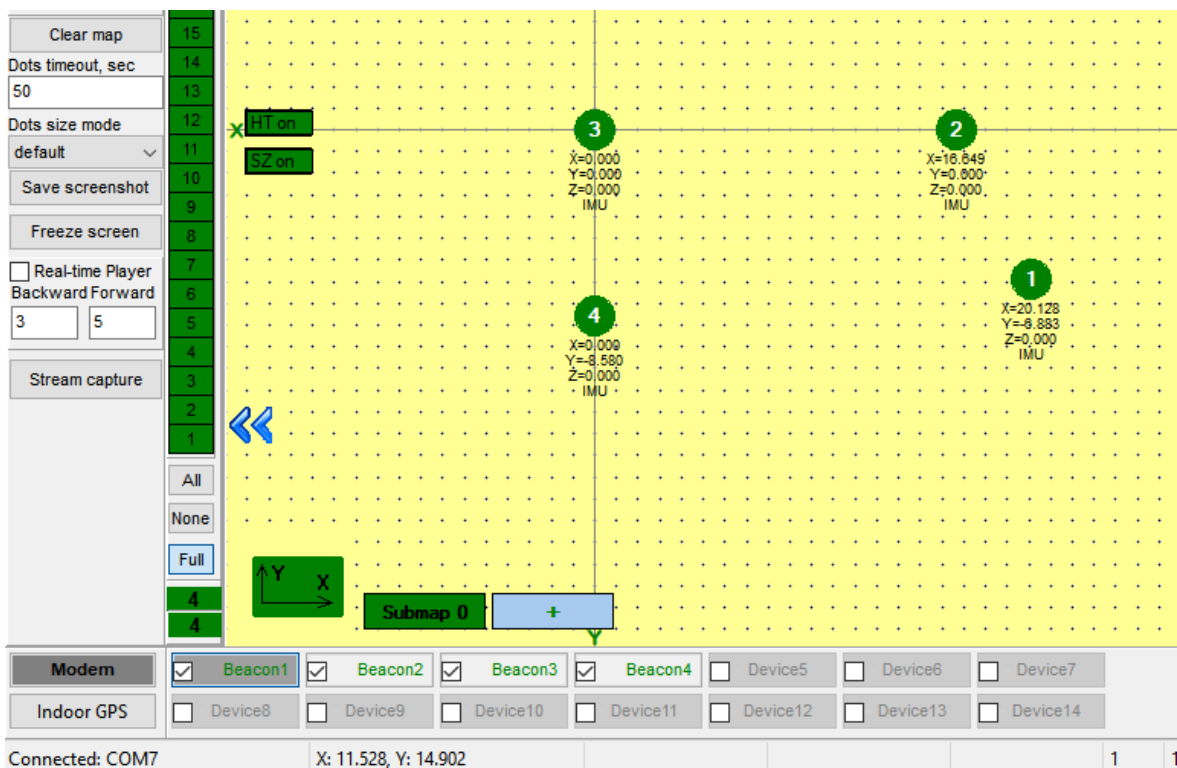 Clear map
Dots timeout, sec
50
Dots size mode
default
Save screenshot
Freeze screen
Real-time Player
Backward Forward
3 5
Stream capture
15
14
13
12
11
10
9
8
7
6
5
4
3
2
1
All
None
Full
4
4
X
HT on
SZ on
3
X=0.000
Y=0.000
Z=0.000
IMU
2
X=16.649
Y=0.000
Z=0.000
IMU
1
X=20.128
Y=-6.883
Z=0.000
IMU
4
X=0.000
Y=-8.580
Z=0.000
IMU
Y X
Submap 0 +
Y
Modem Beacon1 Beacon2 Beacon3 Beacon4 Device5 Device6 Device7
Indoor GPS Device8 Device9 Device10 Device11 Device12 Device13 Device14
Connected: COM7 X: 11.528, Y: 14.902 1 1